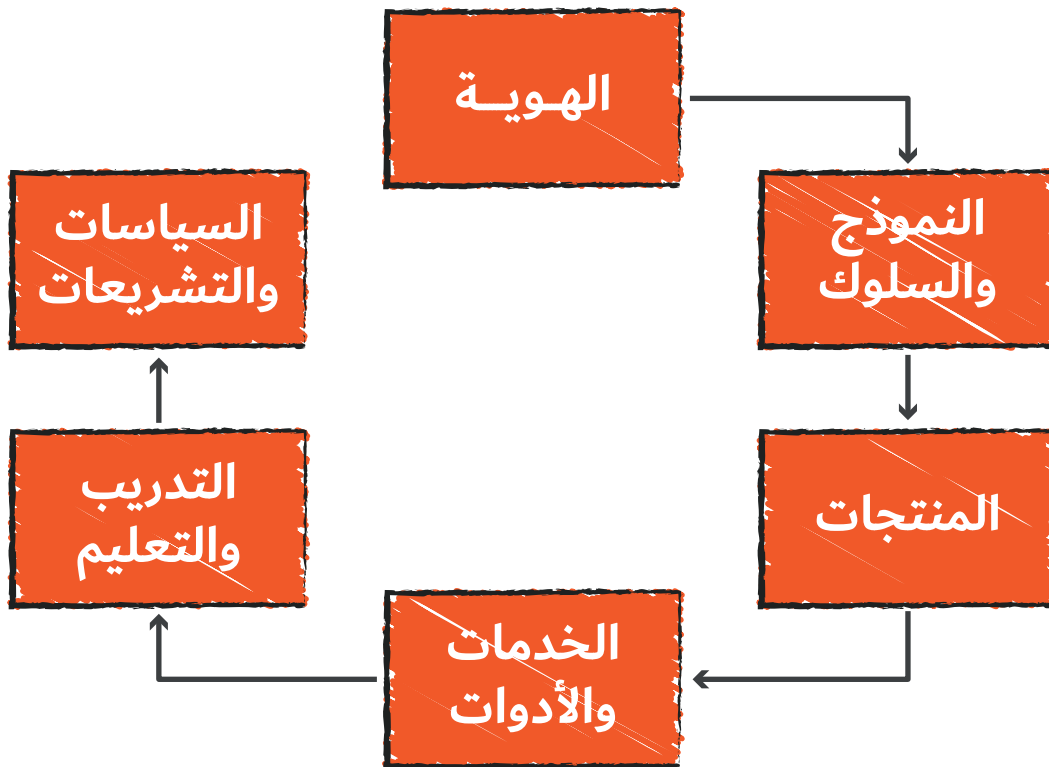 الهويـة
النموذج
والسلوك
المنتجات
الخدمات
والأدوات
التدريب
والتعليم
السياسات
والتشريعات